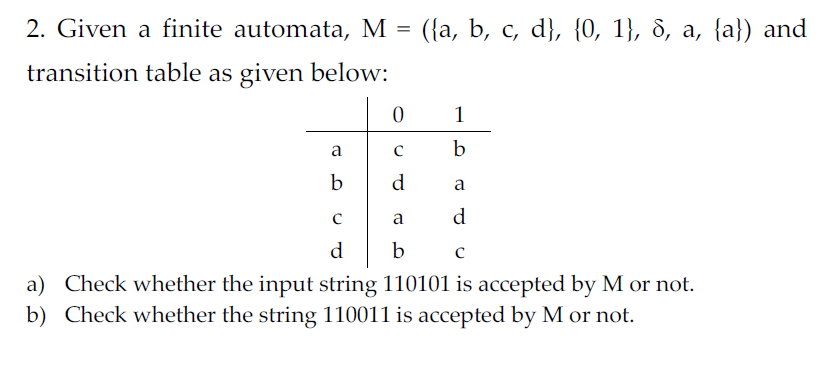 2. Given a finite automata, M = ({a, b, c, d}, {0, 1}, δ, a, {a}) and
transition table as given below:
0 1
a c b
b d a
c a d
d b c
a) Check whether the input string 110101 is accepted by M or not.
b) Check whether the string 110011 is accepted by M or not.